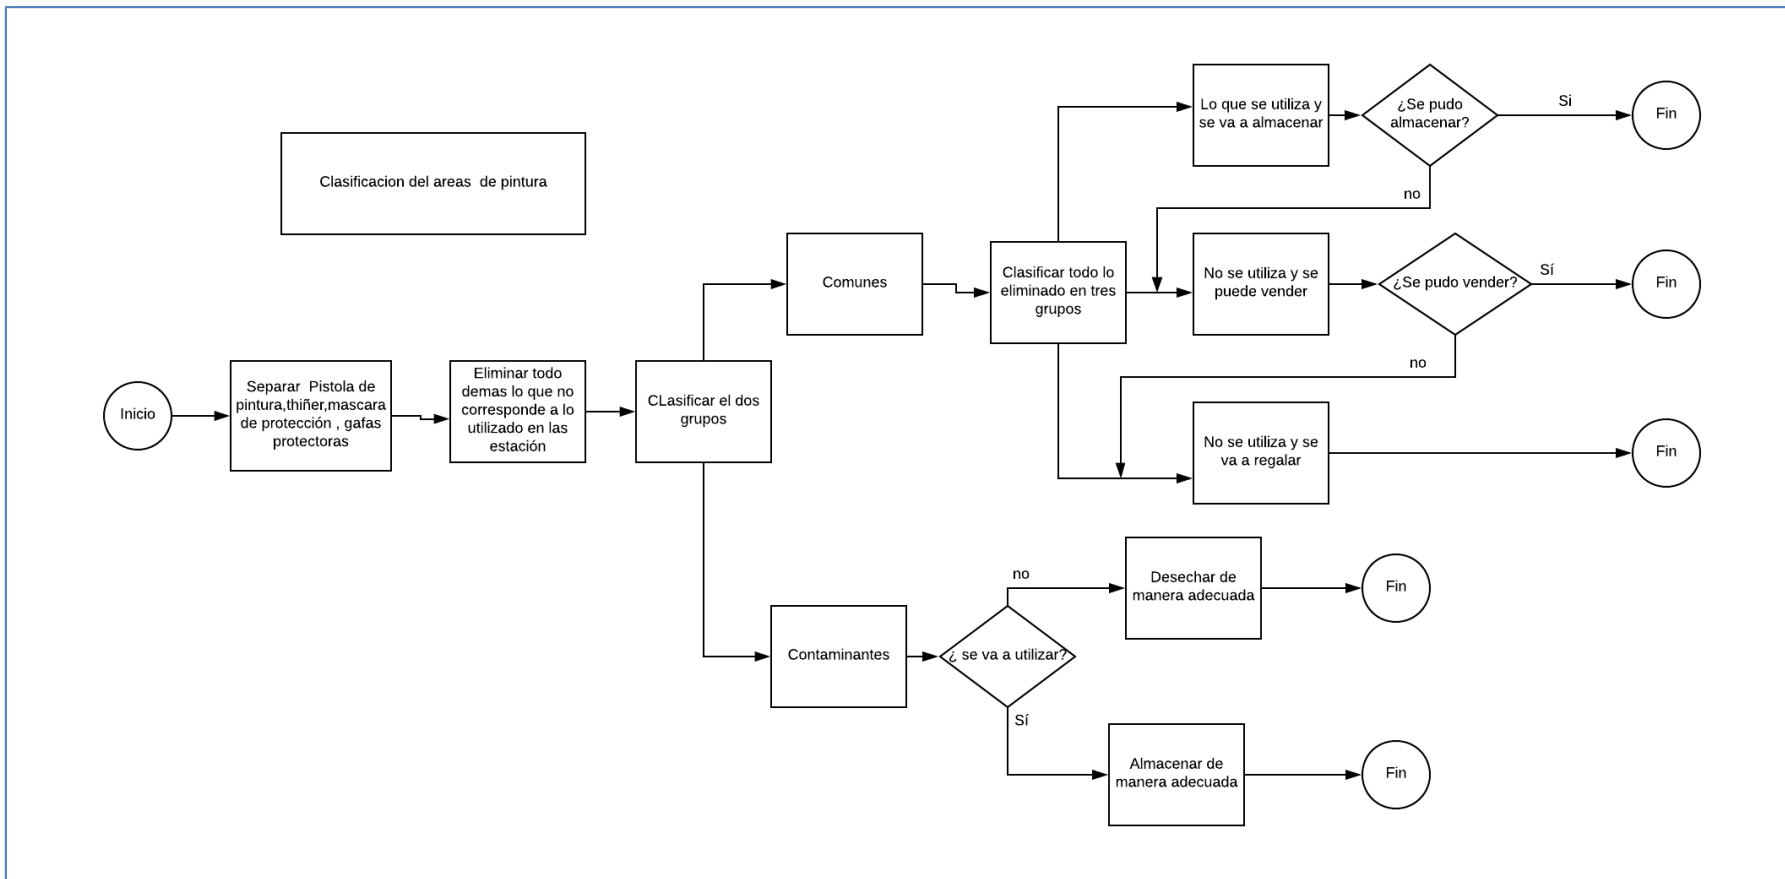 Clasificacion del areas de pintura
Inicio
Separar Pistola de
pintura,thiñer,mascara
de protección , gafas
protectoras
Eliminar todo
demas lo que no
corresponde a lo
utilizado en las
estación
CLasificar el dos
grupos
Comunes
Clasificar todo lo
eliminado en tres
grupos
Lo que se utiliza y
se va a almacenar
¿Se pudo
almacenar?
Si
Fin
no
No se utiliza y se
puede vender
¿Se pudo vender?
Sí
Fin
no
No se utiliza y se
va a regalar
Fin
Contaminantes
¿ se va a utilizar?
no
Desechar de
manera adecuada
Fin
Sí
Almacenar de
manera adecuada
Fin